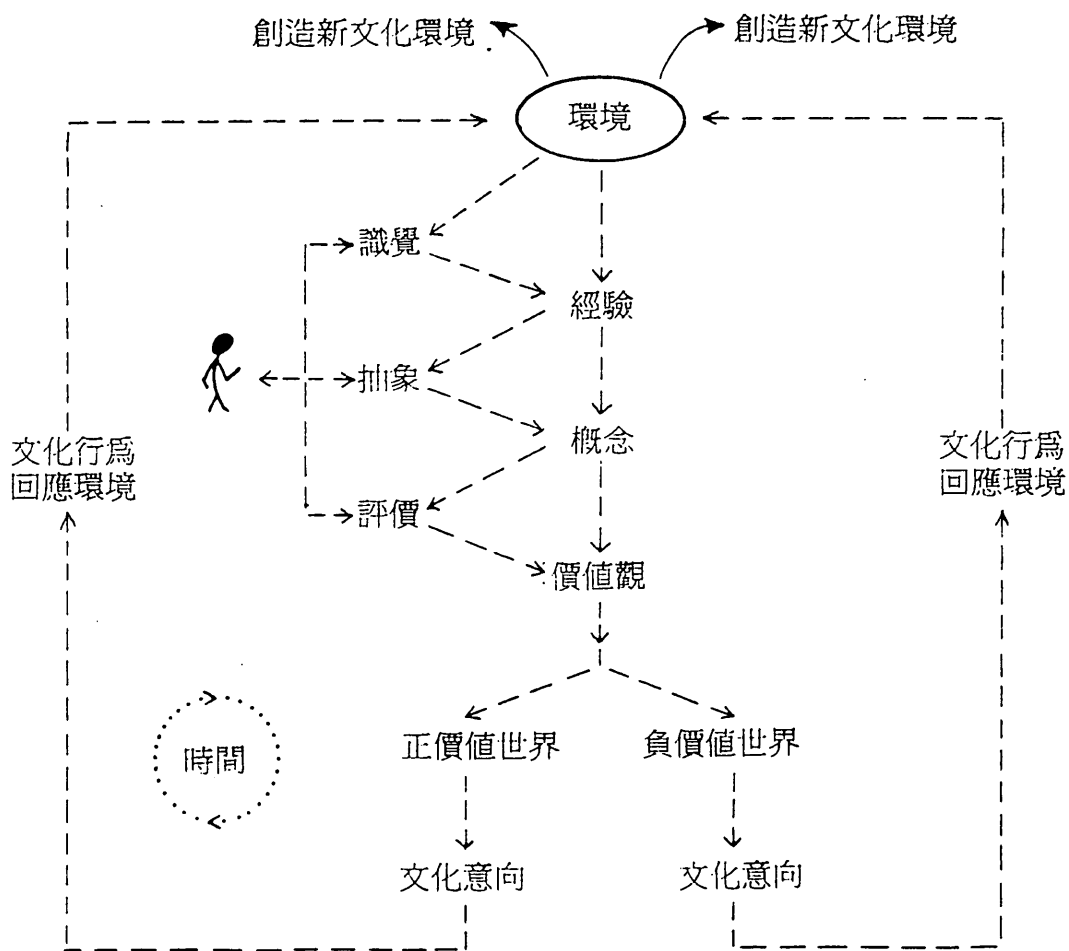 創造新文化環境
創造新文化環境
環境
識覺
經驗
抽象
概念
文化行爲
回應環境
文化行爲
回應環境
評價
價值觀
正價值世界
負價值世界
時間
文化意向
文化意向